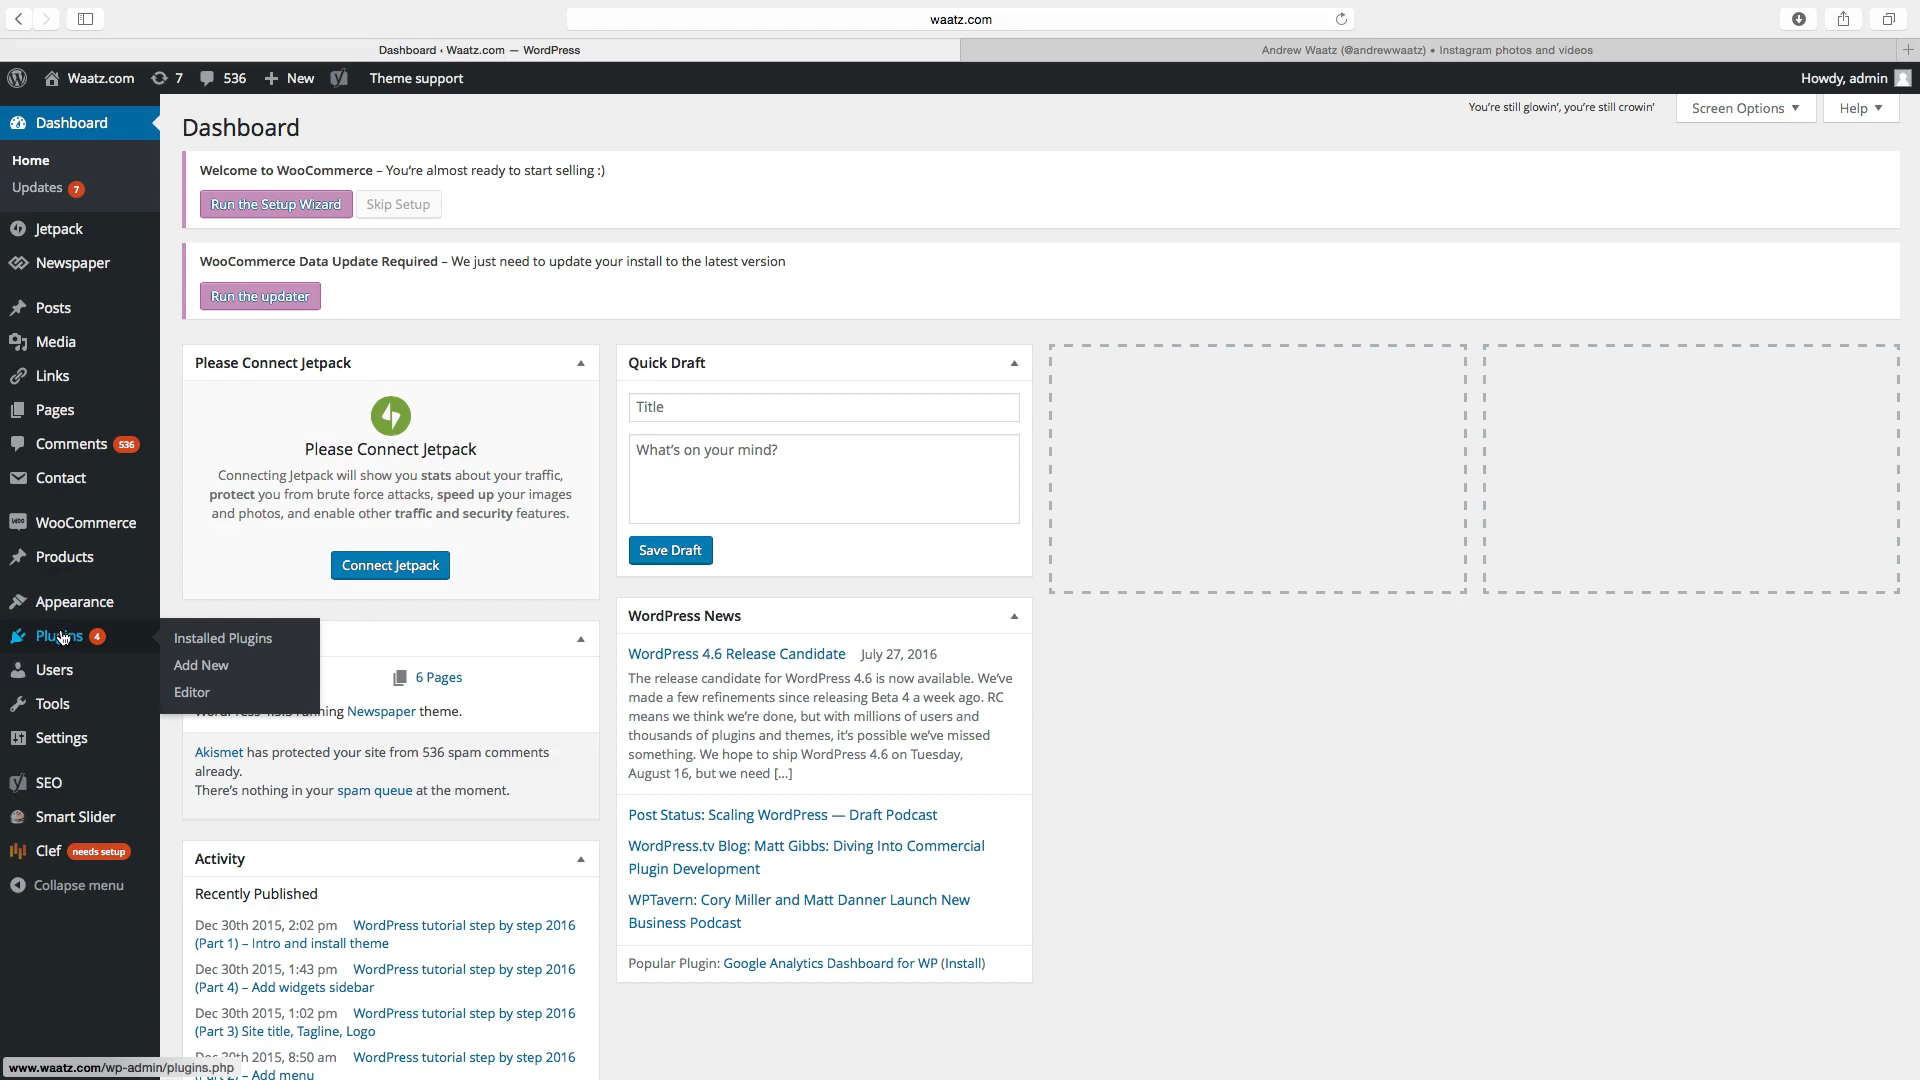 waatz.com
Dashboard ‹ Waatz.com — WordPress
Andrew Waatz (@andrewwaatz) • Instagram photos and videos
Waatz.com
7
536
New
Theme support
Howdy, admin
Dashboard
Home
Updates 7
Jetpack
Newspaper
Posts
Media
Links
Pages
Comments 536
Contact
WooCommerce
Products
Appearance
Plugins 4
Users
Tools
Settings
SEO
Smart Slider
Clef needs setup
Collapse menu
Installed Plugins
Add New
Editor
You're still glowin', you're still crowin'
Screen Options
Help
Dashboard
Welcome to WooCommerce – You're almost ready to start selling :)
Run the Setup Wizard
Skip Setup
WooCommerce Data Update Required – We just need to update your install to the latest version
Run the updater
Please Connect Jetpack
Please Connect Jetpack
Connecting Jetpack will show you stats about your traffic,
protect you from brute force attacks, speed up your images
and photos, and enable other traffic and security features.
Connect Jetpack
6 Pages
running Newspaper theme.
Akismet has protected your site from 536 spam comments
already.
There's nothing in your spam queue at the moment.
Activity
Recently Published
Dec 30th 2015, 2:02 pm WordPress tutorial step by step 2016
(Part 1) – Intro and install theme
Dec 30th 2015, 1:43 pm WordPress tutorial step by step 2016
(Part 4) – Add widgets sidebar
Dec 30th 2015, 1:02 pm WordPress tutorial step by step 2016
(Part 3) Site title, Tagline, Logo
Dec 30th 2015, 8:50 am WordPress tutorial step by step 2016
(Part 2) – Add menu
Quick Draft
Title
What's on your mind?
Save Draft
WordPress News
WordPress 4.6 Release Candidate July 27, 2016
The release candidate for WordPress 4.6 is now available. We've
made a few refinements since releasing Beta 4 a week ago. RC
means we think we're done, but with millions of users and
thousands of plugins and themes, it's possible we've missed
something. We hope to ship WordPress 4.6 on Tuesday,
August 16, but we need [...]
Post Status: Scaling WordPress — Draft Podcast
WordPress.tv Blog: Matt Gibbs: Diving Into Commercial
Plugin Development
WPTavern: Cory Miller and Matt Danner Launch New
Business Podcast
Popular Plugin: Google Analytics Dashboard for WP (Install)
www.waatz.com/wp-admin/plugins.php